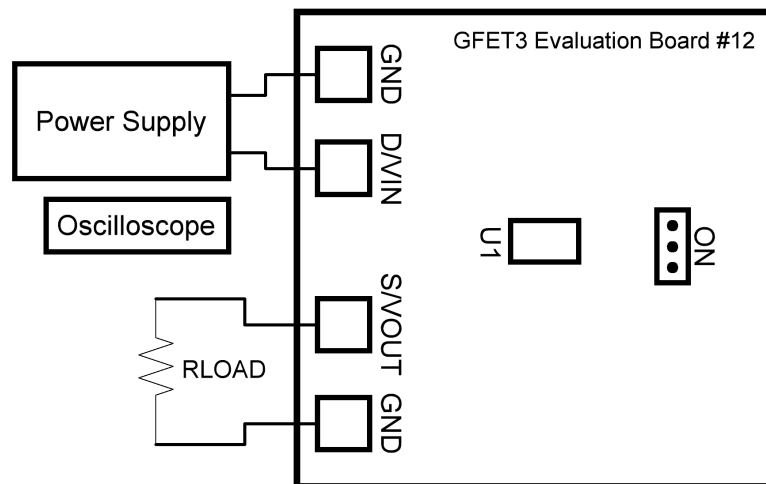 GFET3 Evaluation Board #12
GND
Power Supply
D/VIN
Oscilloscope
U1
ON
S/VOUT
RLOAD
GND